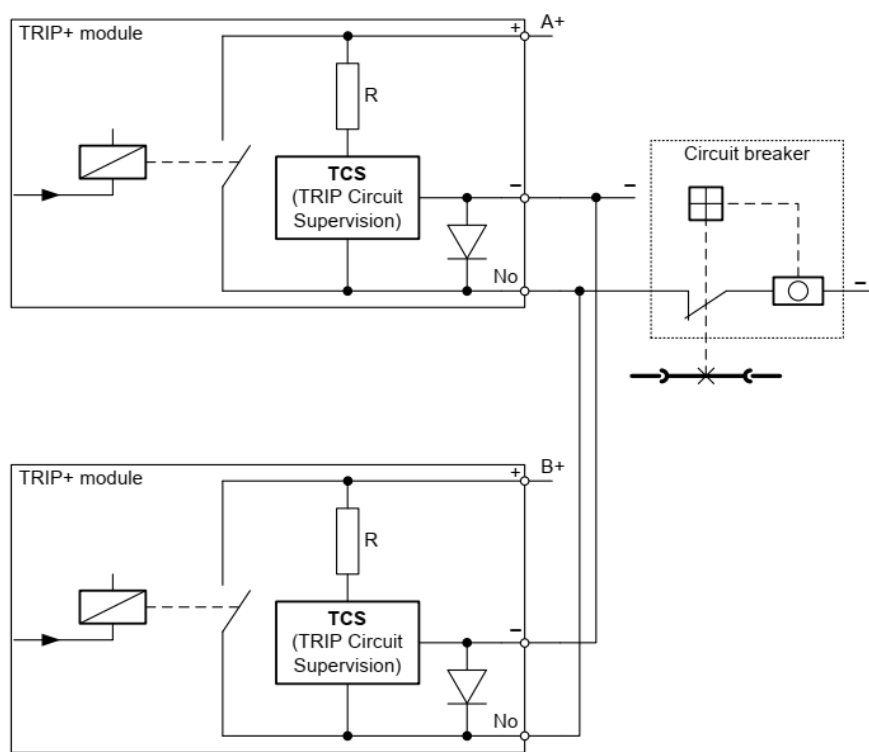 TRIP+ module
+
A+
R
TCS
(TRIP Circuit
Supervision)
–
–
No
Circuit breaker
–
TRIP+ module
+
B+
R
TCS
(TRIP Circuit
Supervision)
–
No